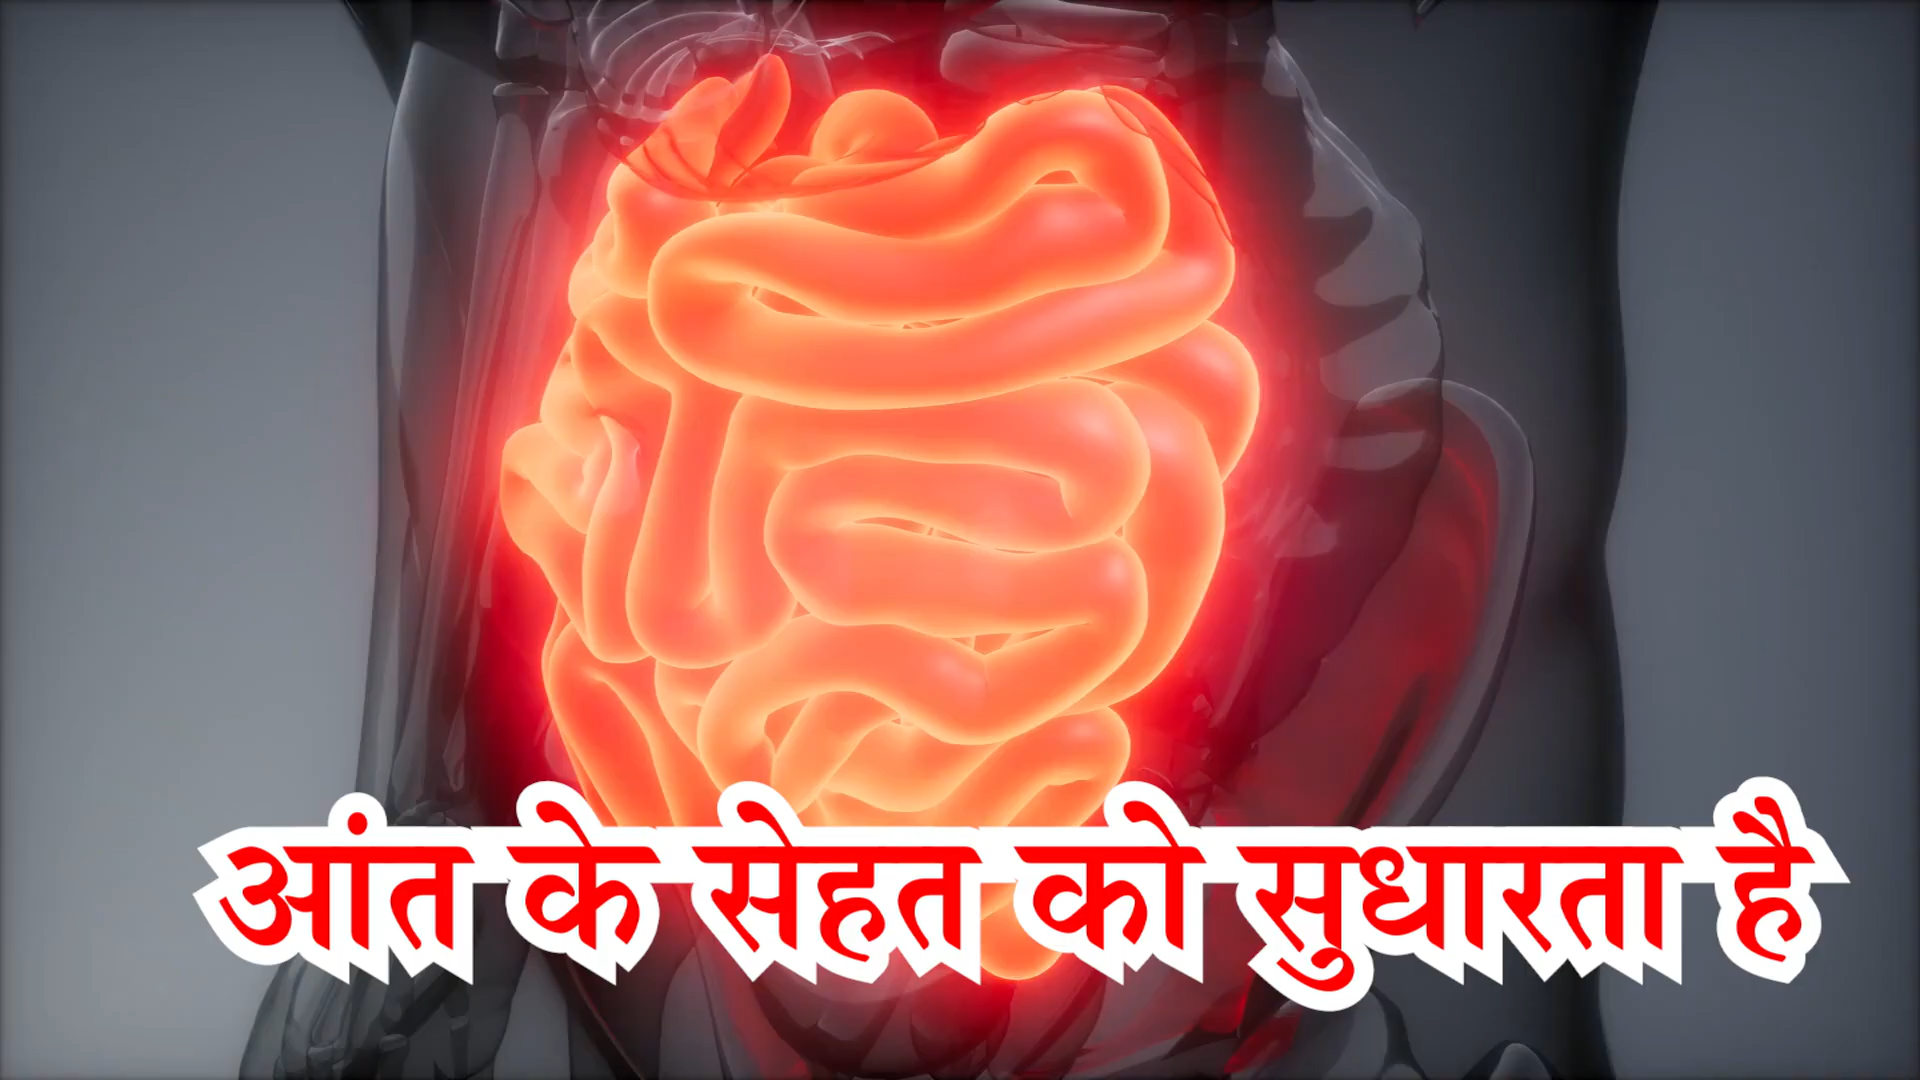 आंत के सेहत को सुधारता है